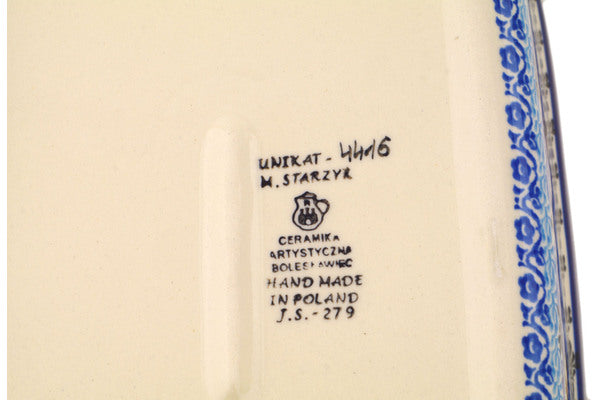 UNIKAT - 4416
M. STARZYK
CERAMIKA
ARTYSTYCZNA
BOLESŁAWIEC
HAND MADE
IN POLAND
J.S.-279